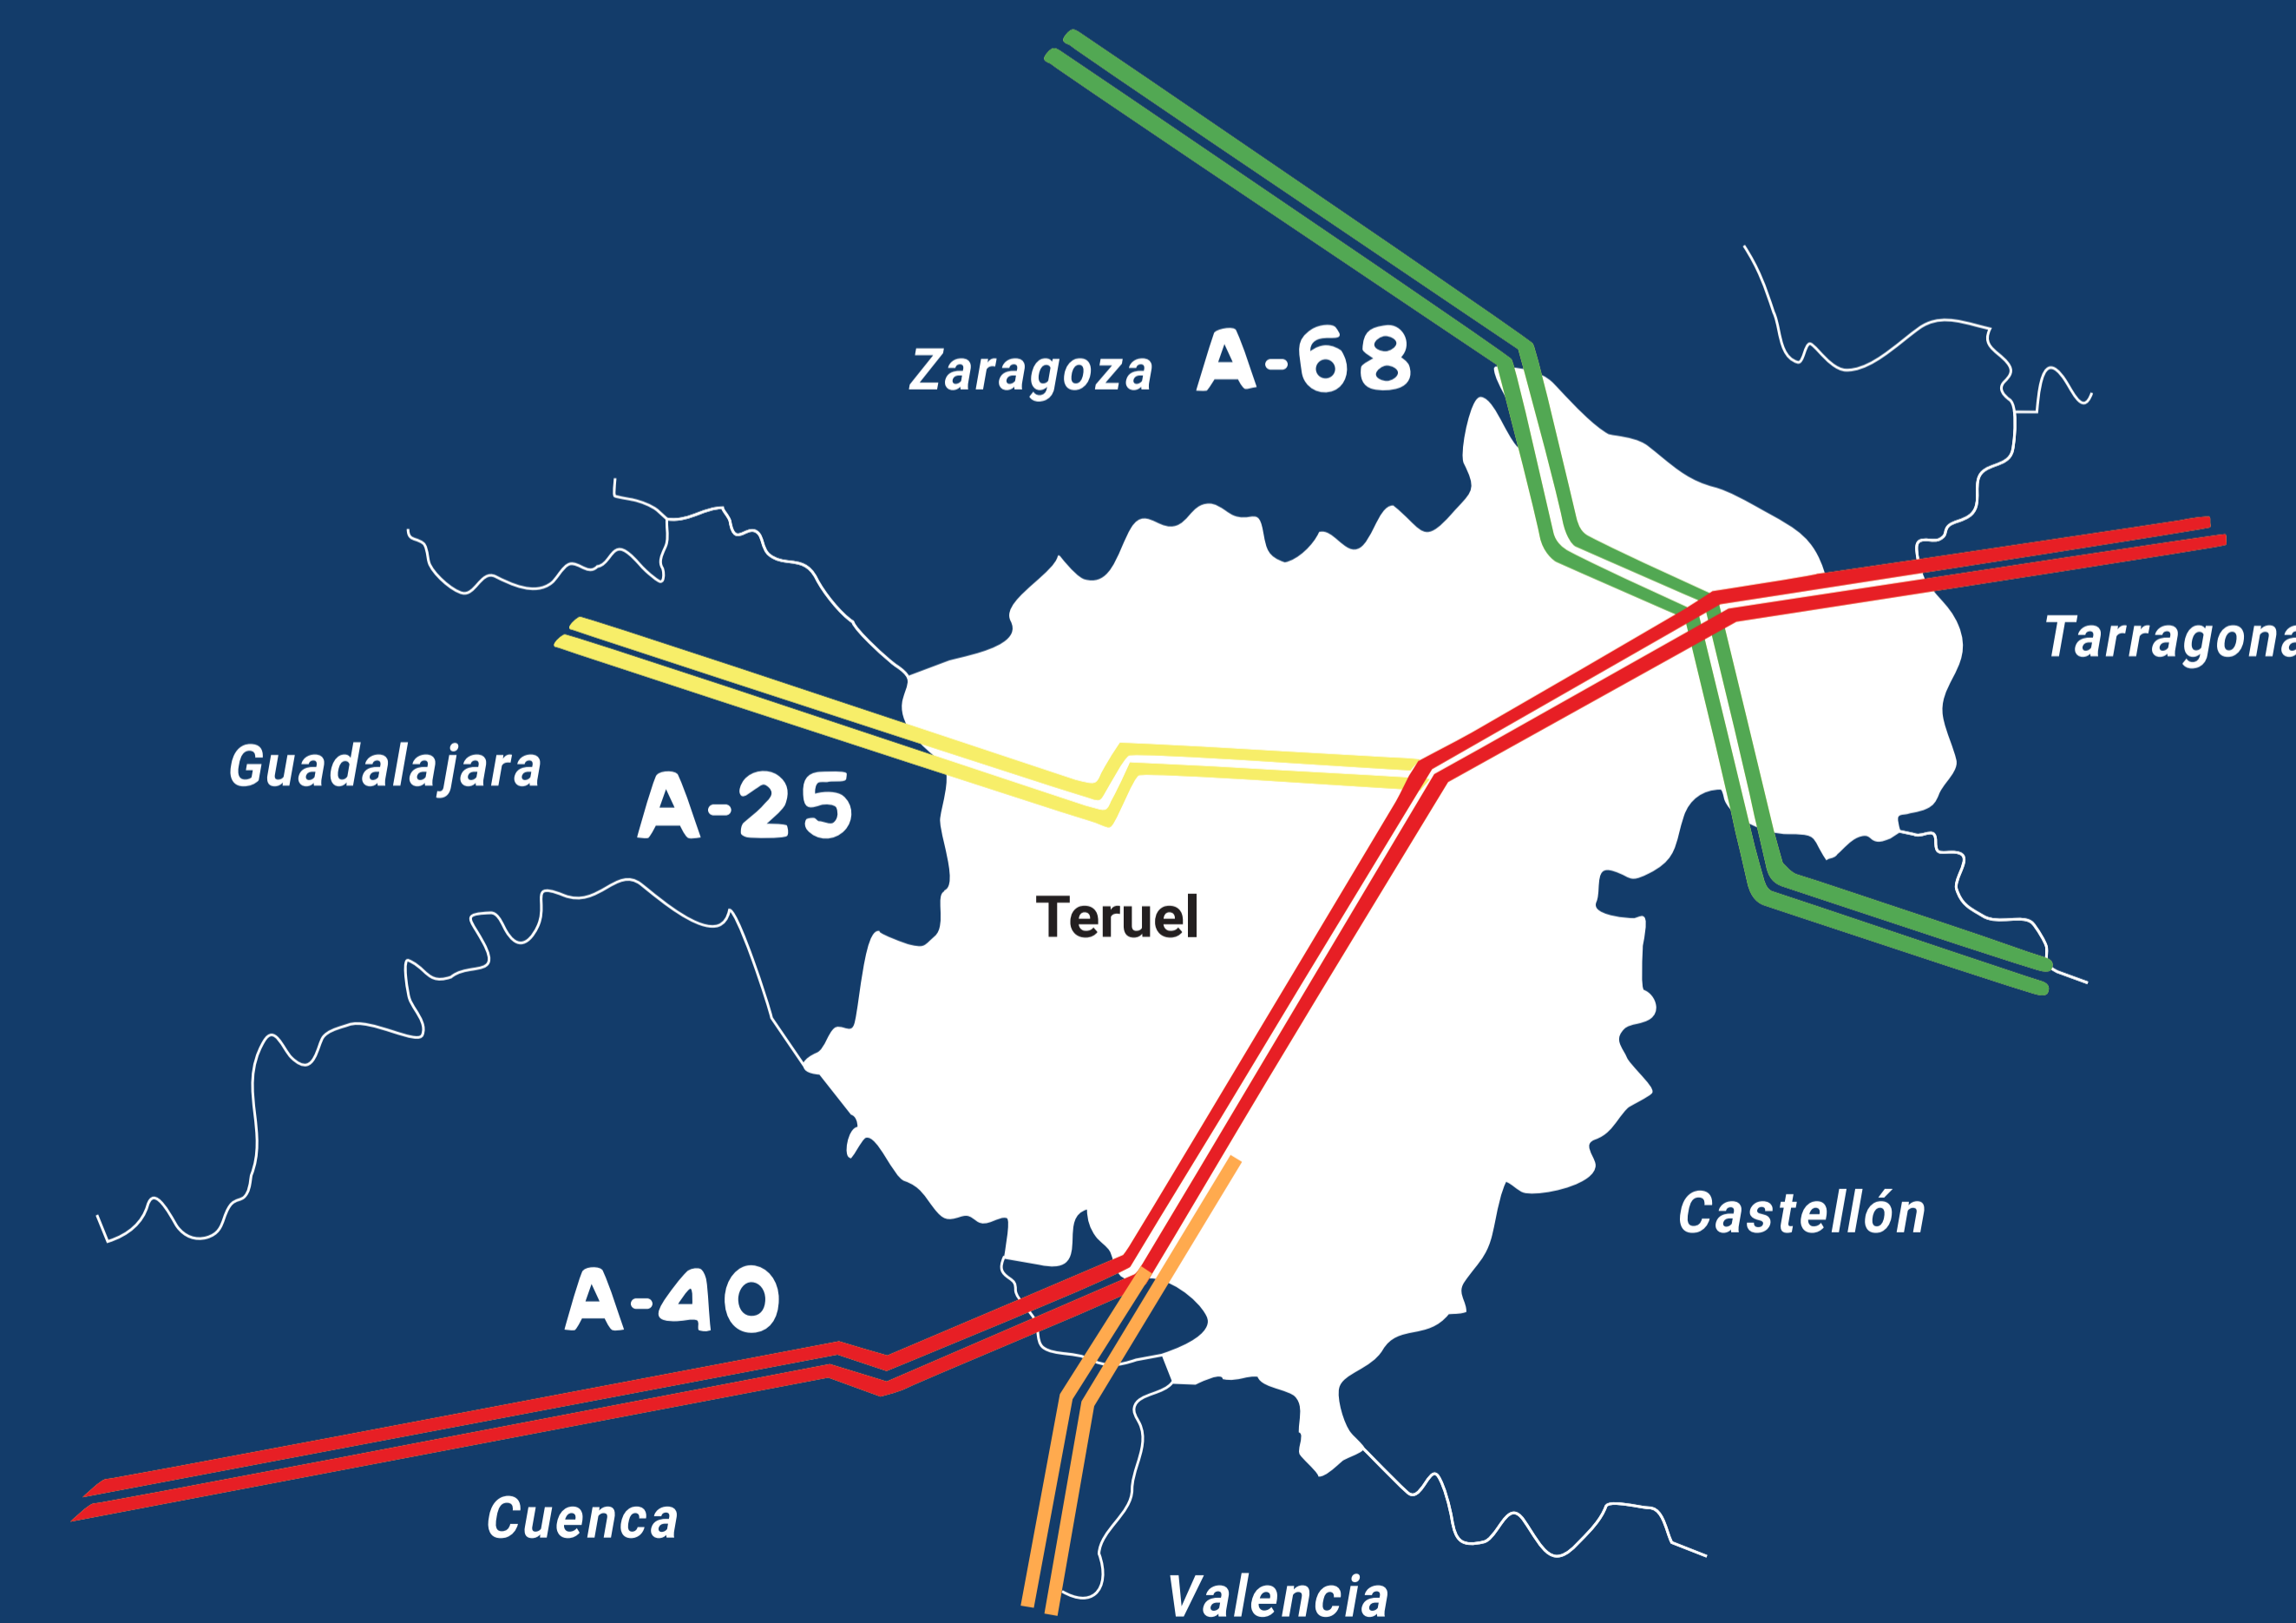 Zaragoza A-68
Tarragona
Guadalajara
A-25
Teruel
Castellón
A-40
Cuenca
Valencia